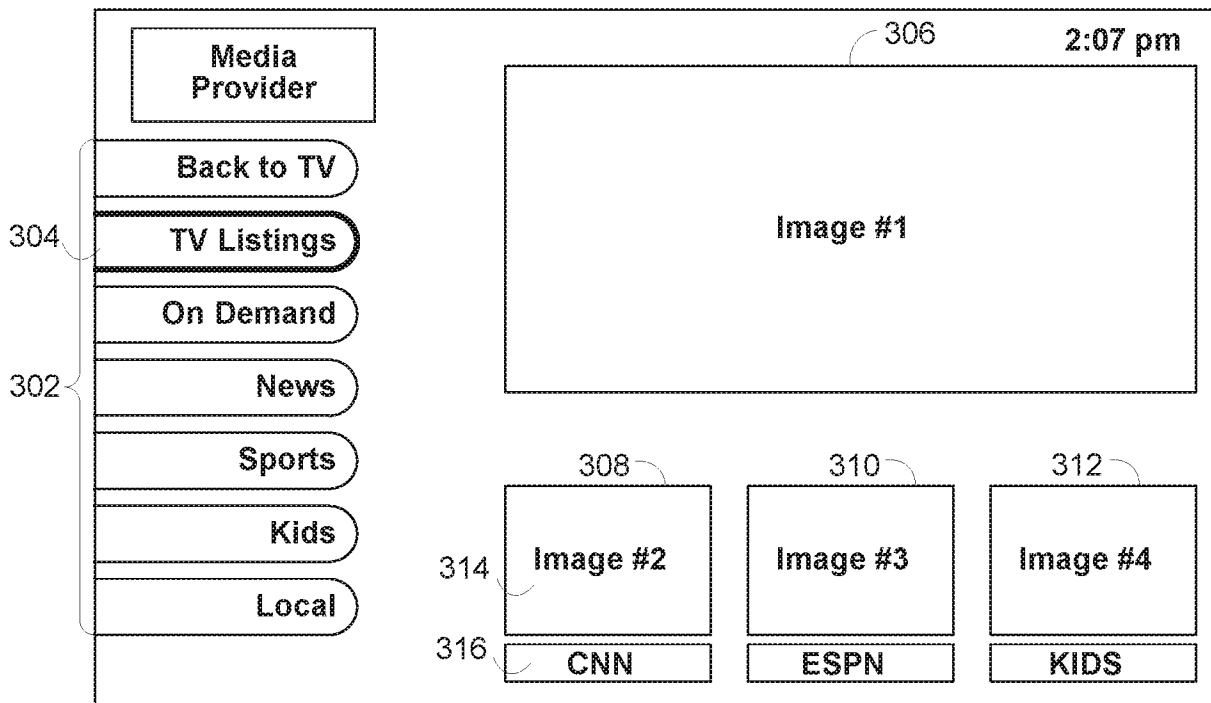 306
2:07 pm
Media
Provider
Back to TV
304
TV Listings
Image #1
On Demand
302
News
Sports
308
310
312
Kids
314
Image #2
Image #3
Image #4
Local
316
CNN
ESPN
KIDS